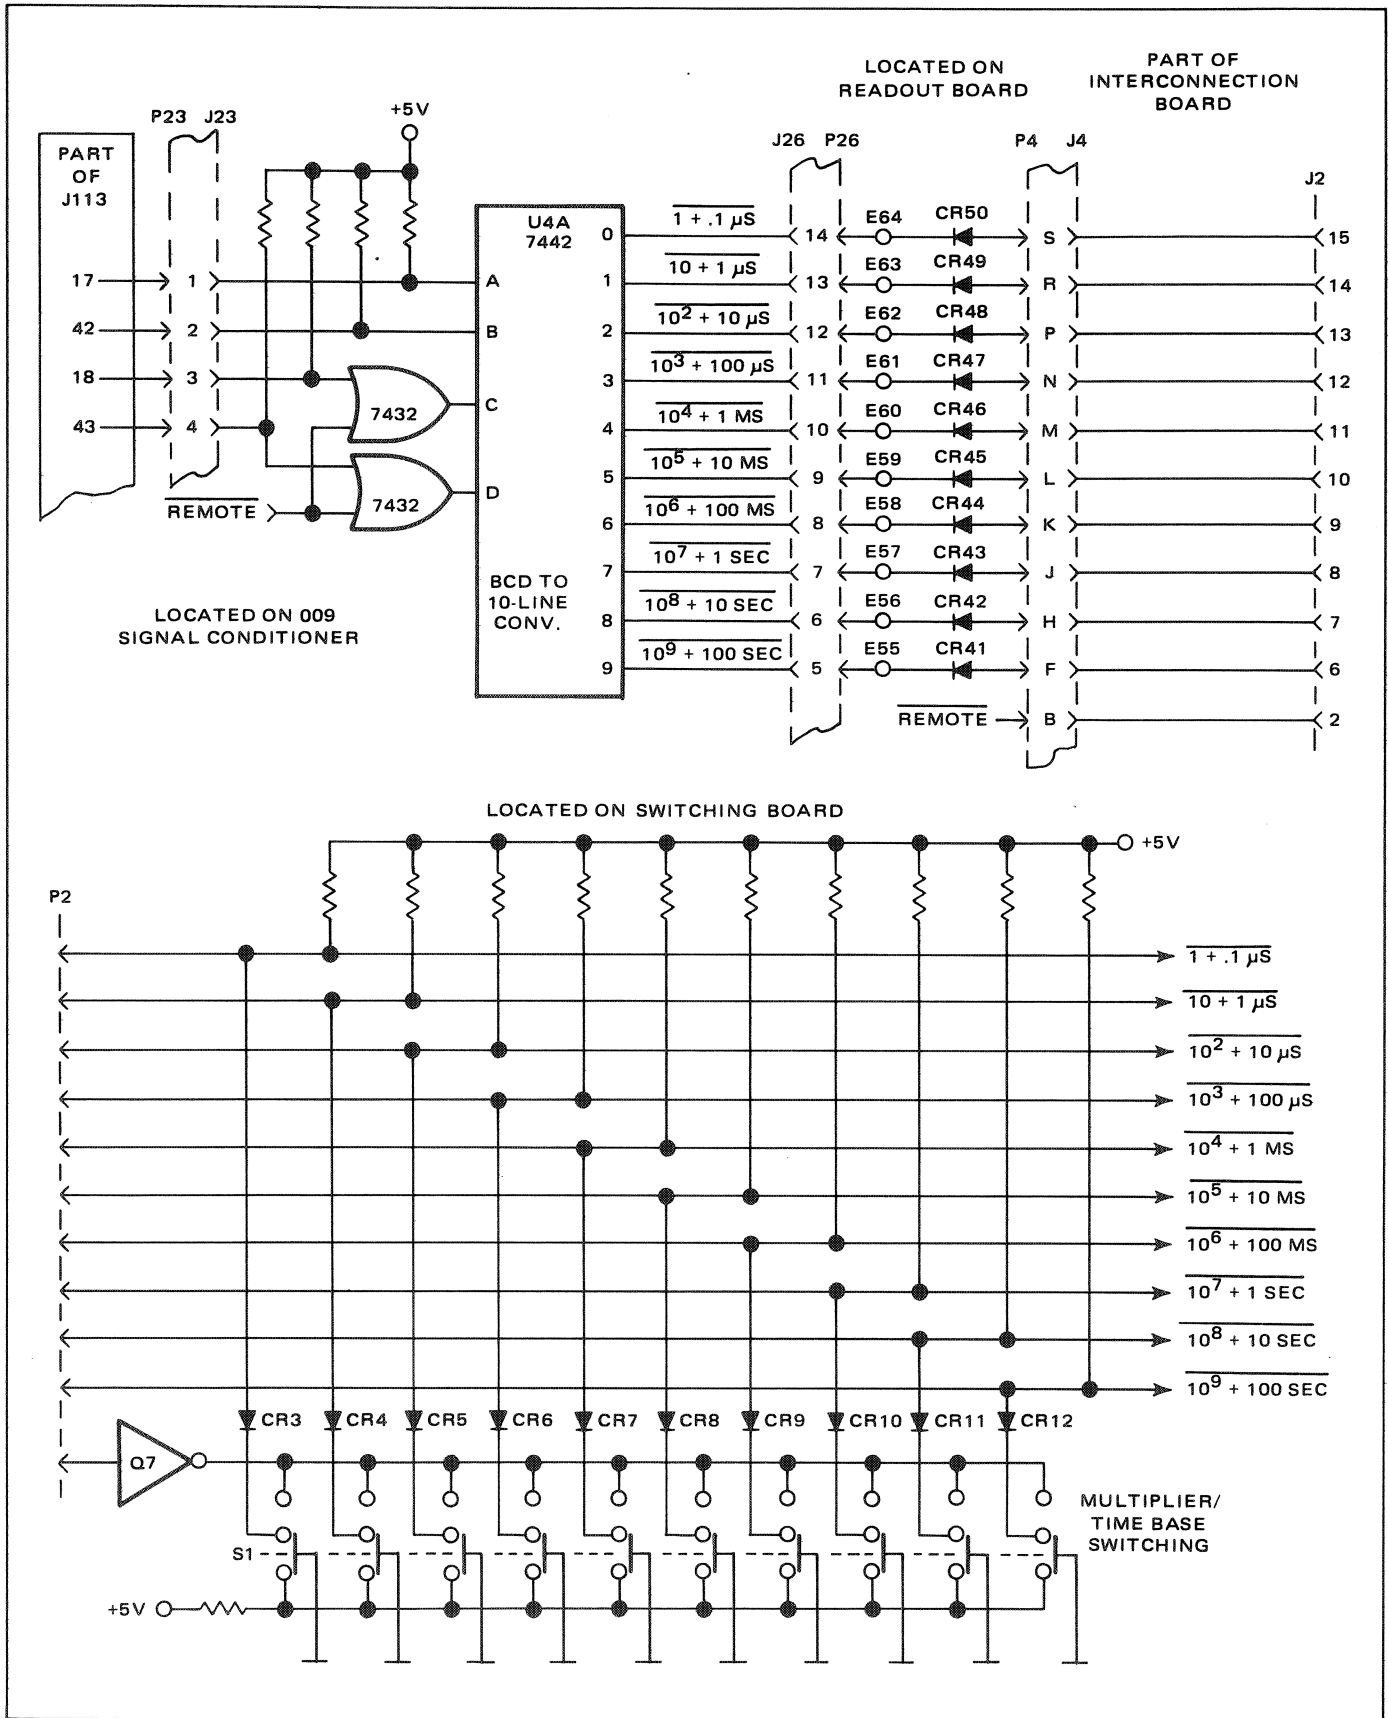 LOCATED ON
READOUT BOARD
PART OF
INTERCONNECTION
BOARD
P23 J23
+5V
J26 P26
P4 J4
J2
PART
OF
J113
U4A
7442
17 1 A 0 1 + .1 µS 14 E64 CR50 S 15
42 2 B 1 10 + 1 µS 13 E63 CR49 R 14
18 3 7432 C 2 10² + 10 µS 12 E62 CR48 P 13
43 4 7432 D 3 10³ + 100 µS 11 E61 CR47 N 12
REMOTE
4 10⁴ + 1 MS 10 E60 CR46 M 11
5 10⁵ + 10 MS 9 E59 CR45 L 10
6 10⁶ + 100 MS 8 E58 CR44 K 9
7 10⁷ + 1 SEC 7 E57 CR43 J 8
8 10⁸ + 10 SEC 6 E56 CR42 H 7
9 10⁹ + 100 SEC 5 E55 CR41 F 6
REMOTE B 2
BCD TO
10-LINE
CONV.
LOCATED ON 009
SIGNAL CONDITIONER
LOCATED ON SWITCHING BOARD
+5V
P2
1 + .1 µS
10 + 1 µS
10² + 10 µS
10³ + 100 µS
10⁴ + 1 MS
10⁵ + 10 MS
10⁶ + 100 MS
10⁷ + 1 SEC
10⁸ + 10 SEC
10⁹ + 100 SEC
CR3 CR4 CR5 CR6 CR7 CR8 CR9 CR10 CR11 CR12
Q7
MULTIPLIER/
TIME BASE
SWITCHING
S1
+5V